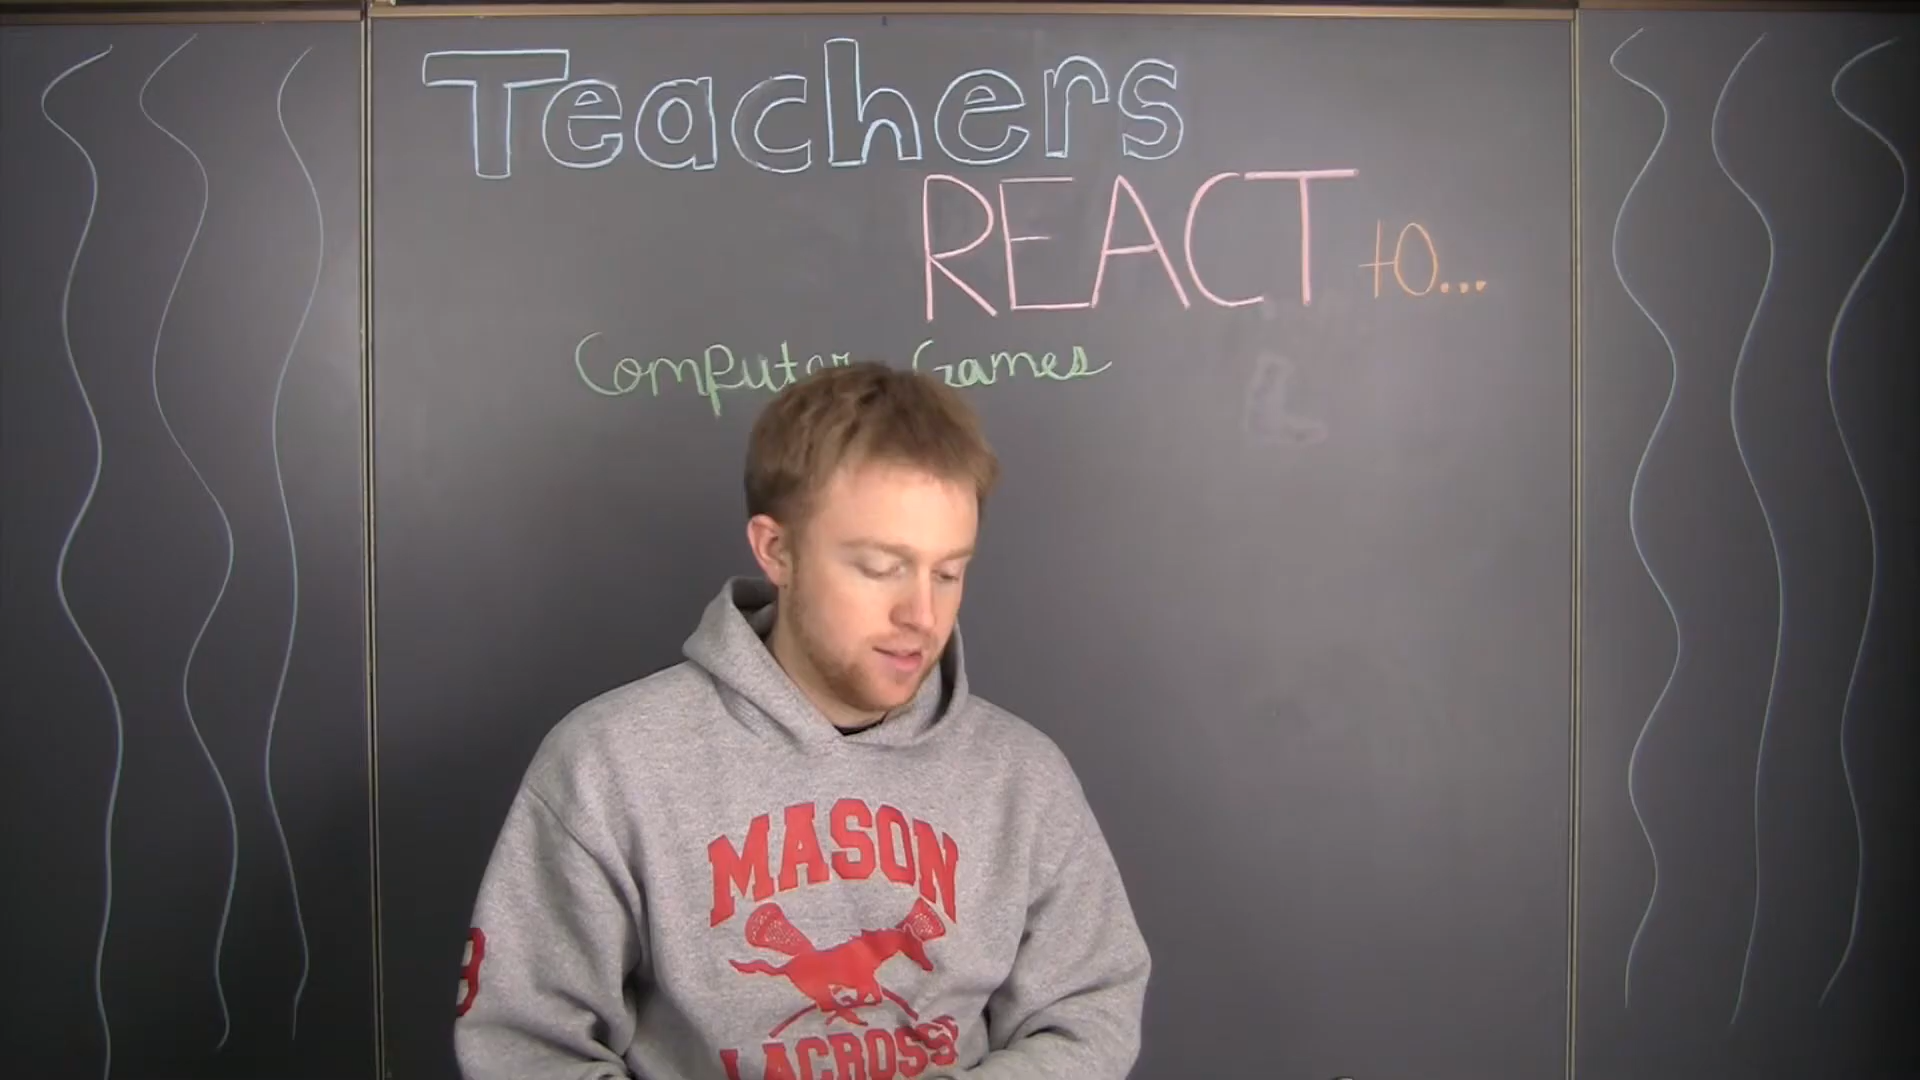 Teachers
REACT to...
Computer Games
MASON
LACROSSE